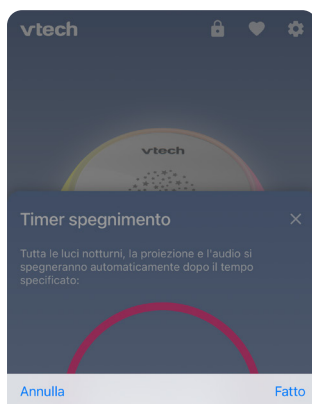 vtech
vtech
Timer spegnimento
Tutta le luci notturni, la proiezione e l'audio si
spegneranno automaticamente dopo il tempo
specificato:
Annulla
Fatto